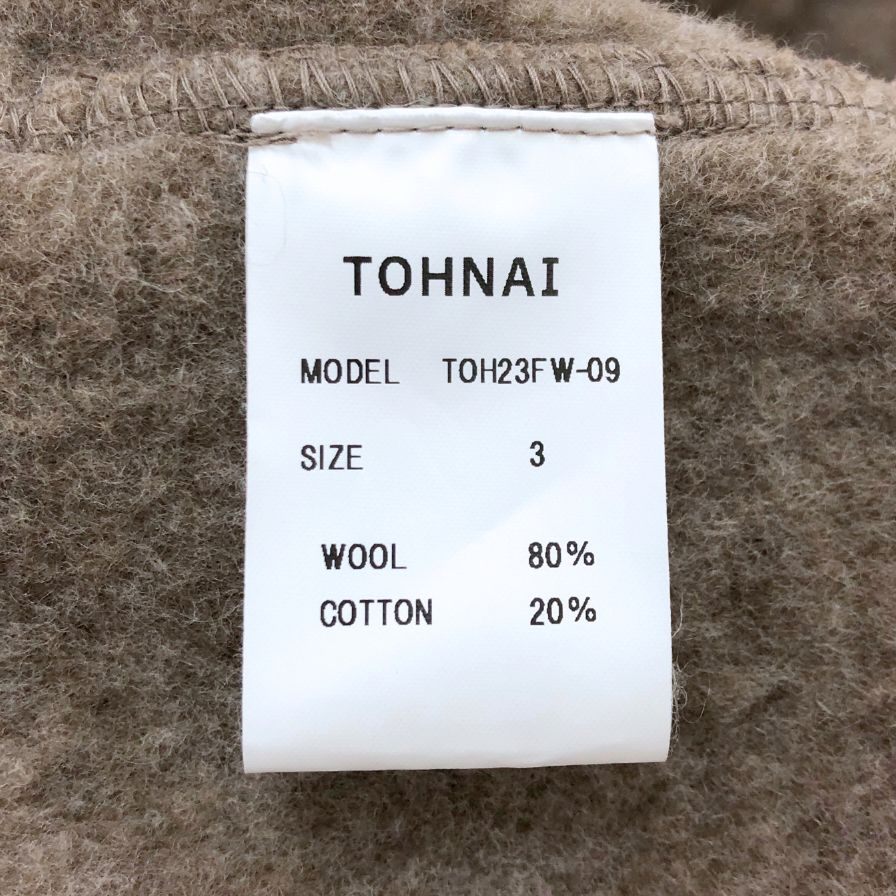 TOHNAI
MODEL TOH23FW-09
SIZE 3
WOOL 80%
COTTON 20%